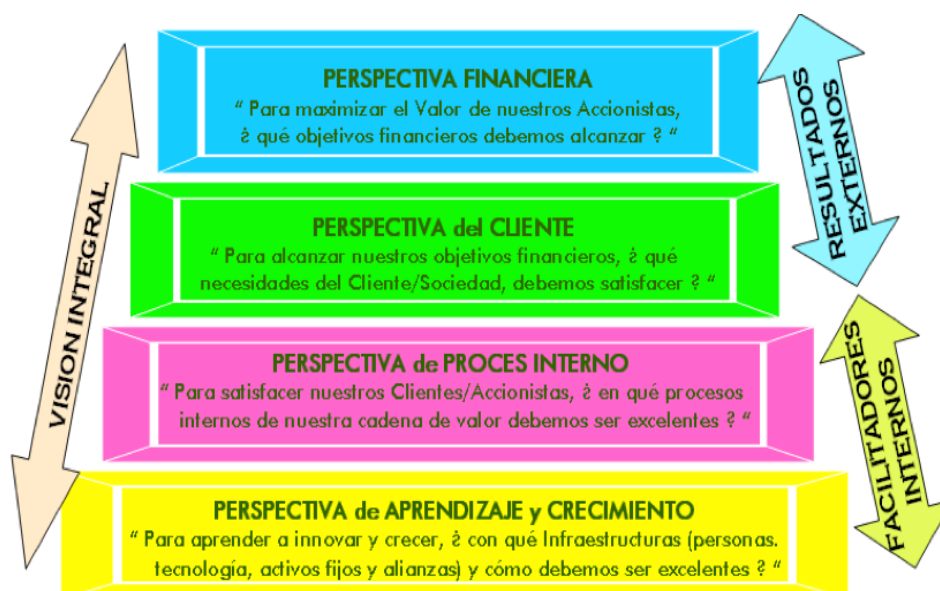 VISION INTEGRAL
PERSPECTIVA FINANCIERA
“ Para maximizar el Valor de nuestros Accionistas,
¿ qué objetivos financieros debemos alcanzar ? “
PERSPECTIVA del CLIENTE
“ Para alcanzar nuestros objetivos financieros, ¿ qué
necesidades del Cliente/Sociedad, debemos satisfacer ? “
PERSPECTIVA de PROCES INTERNO
“ Para satisfacer nuestros Clientes/Accionistas, ¿ en qué procesos
internos de nuestra cadena de valor debemos ser excelentes ? “
PERSPECTIVA de APRENDIZAJE y CRECIMIENTO
“ Para aprender a innovar y crecer, ¿ con qué Infraestructuras (personas.
tecnología, activos fijos y alianzas) y cómo debemos ser excelentes ? “
RESULTADOS
EXTERNOS
FACILITADORES
INTERNOS